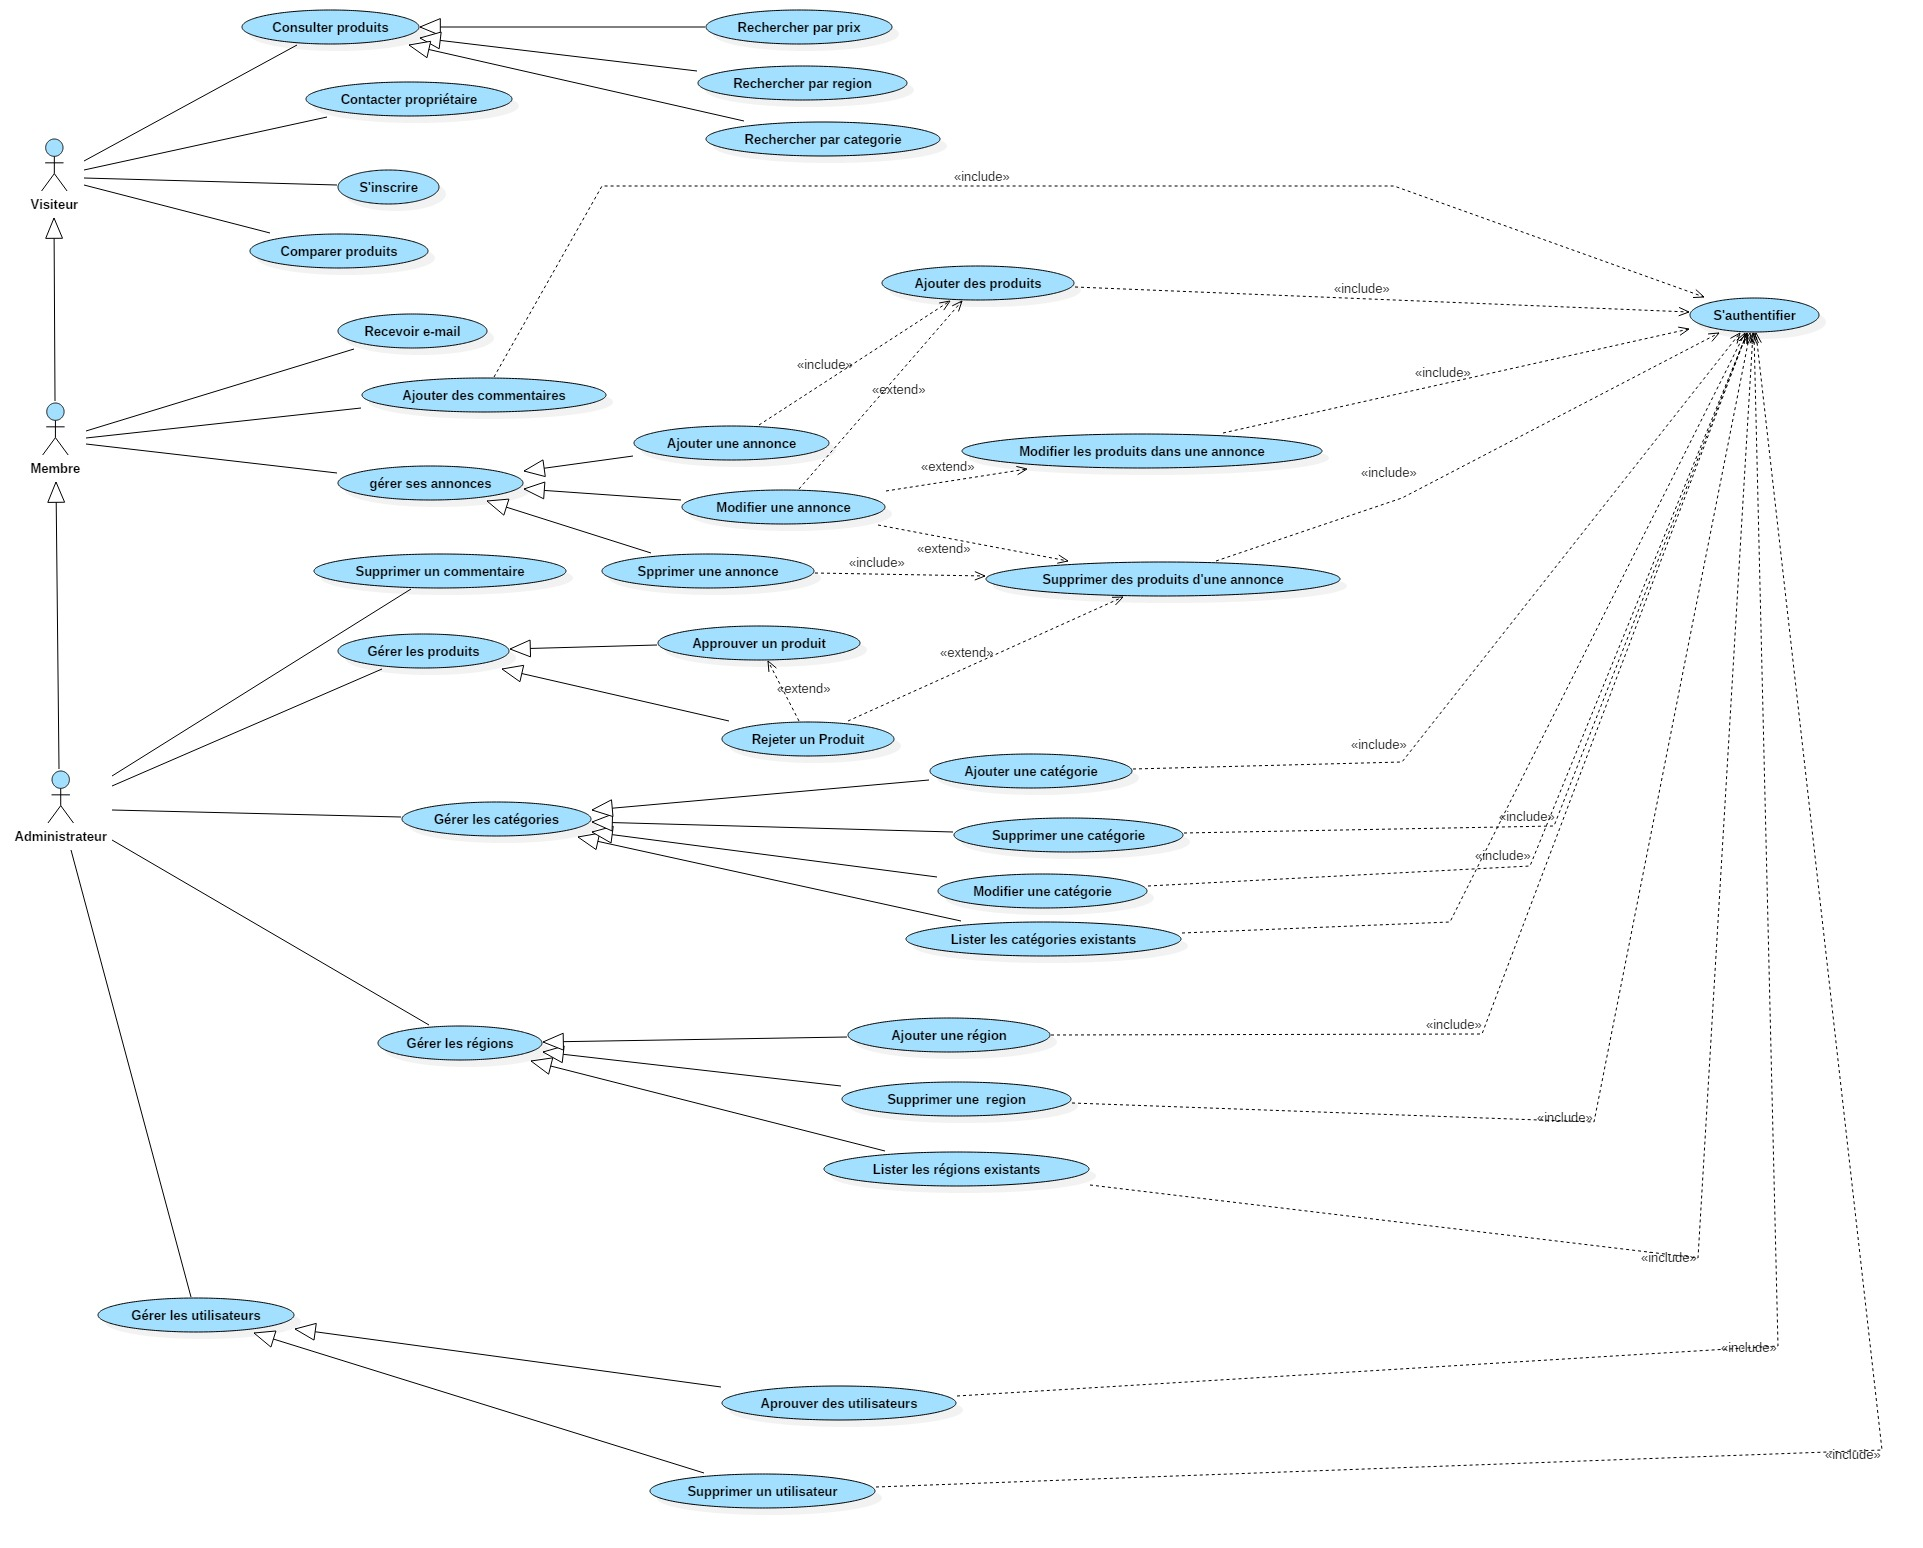 Consulter produits
Rechercher par prix
Rechercher par region
Contacter propriétaire
Rechercher par categorie
«include»
S'inscrire
Visiteur
Comparer produits
Ajouter des produits
«include»
S'authentifier
Recevoir e-mail
«include»
«include»
«extend»
Ajouter des commentaires
Ajouter une annonce
Modifier les produits dans une annonce
Membre
«extend»
«include»
gérer ses annonces
Modifier une annonce
«extend»
«include»
Supprimer un commentaire
Spprimer une annonce
Supprimer des produits d'une annonce
Approuver un produit
Gérer les produits
«extend»
«extend»
Rejeter un Produit
«include»
Ajouter une catégorie
Gérer les catégories
«include»
Administrateur
Supprimer une catégorie
«include»
Modifier une catégorie
Lister les catégories existants
«include»
Ajouter une région
Gérer les régions
Supprimer une  region
«include»
Lister les régions existants
«include»
Gérer les utilisateurs
«include»
Aprouver des utilisateurs
«include»
Supprimer un utilisateur